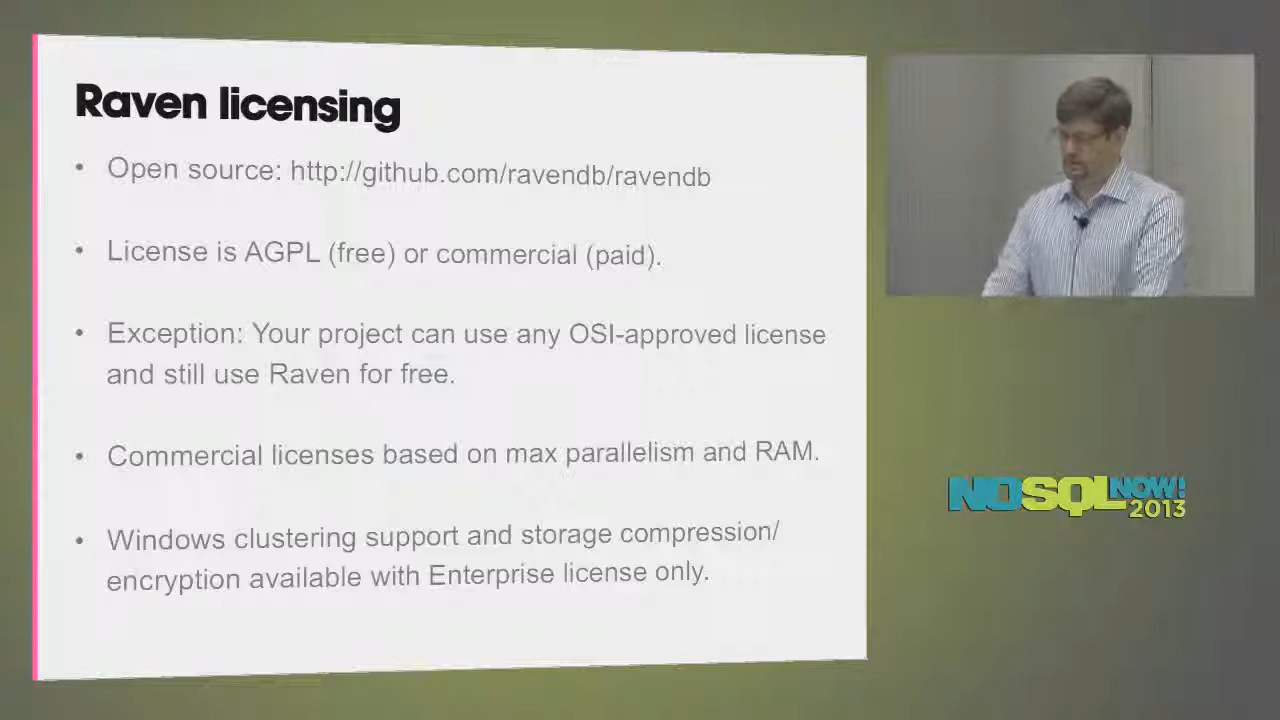 Raven licensing
• Open source: http://github.com/ravendb/ravendb
• License is AGPL (free) or commercial (paid).
• Exception: Your project can use any OSI-approved license
and still use Raven for free.
• Commercial licenses based on max parallelism and RAM.
• Windows clustering support and storage compression/
encryption available with Enterprise license only.
NOSQL NOW!
2013